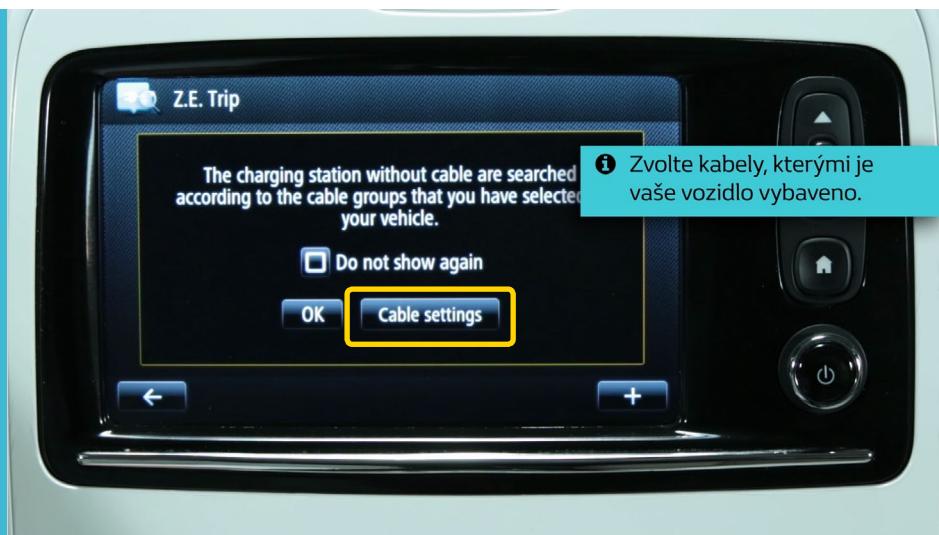 Z.E. Trip
The charging station without cable are searched
according to the cable groups that you have
your vehicle.
Do not show again
OK
Cable settings
Zvolte kabely, kterými je
vaše vozidlo vybaveno.